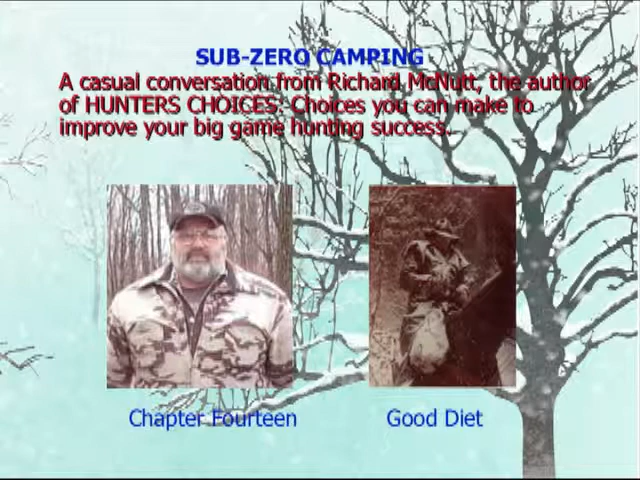 SUB-ZERO CAMPING
A casual conversation from Richard McNutt, the author
of HUNTERS CHOICES: Choices you can make to
improve your big game hunting success.
Chapter Fourteen
Good Diet